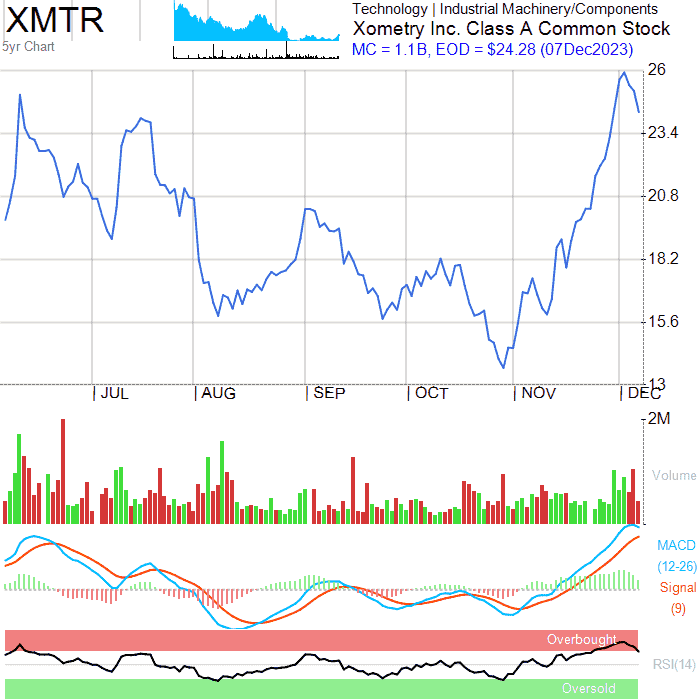 XMTR
5yr Chart
Technology | Industrial Machinery/Components
Xometry Inc. Class A Common Stock
MC = 1.1B, EOD = $24.28 (07Dec2023)
26
23.4
20.8
18.2
15.6
13
JUL AUG SEP OCT NOV DEC
2M
Volume
MACD
(12-26)
Signal
(9)
Overbought
RSI(14)
Oversold